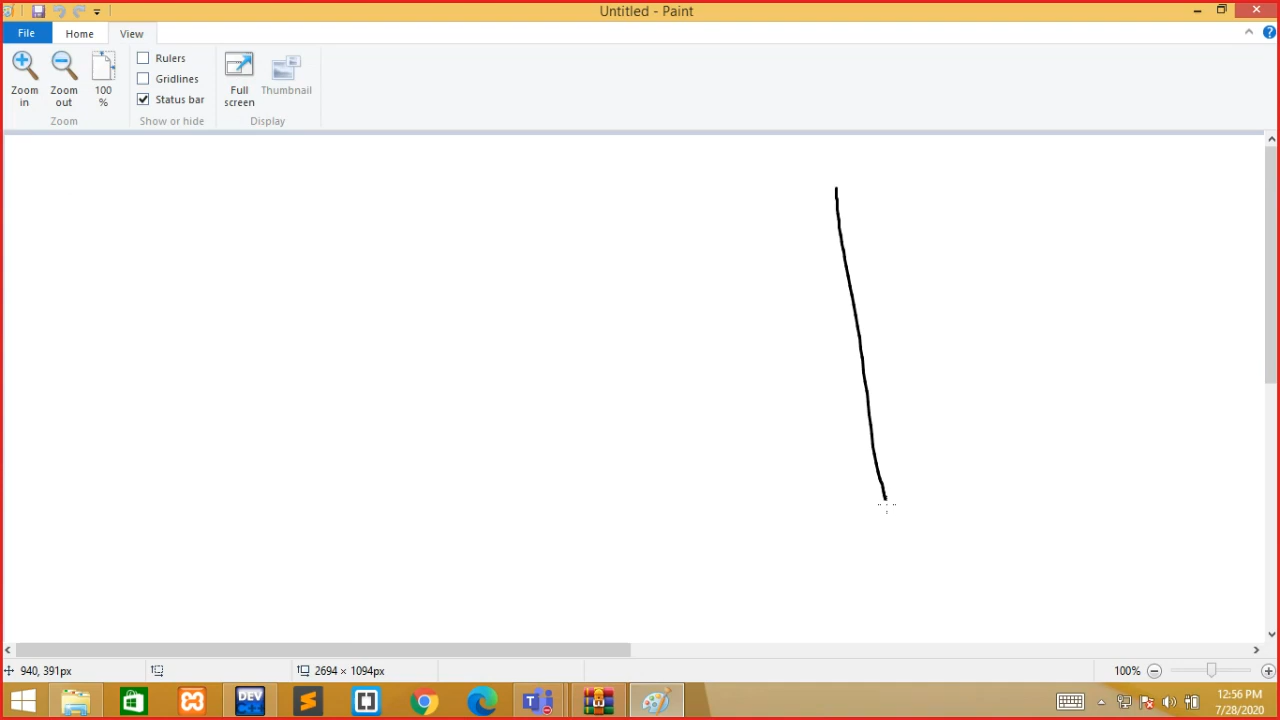 Untitled - Paint
File Home View
Zoom in
Zoom out
100 %
Rulers
Gridlines
Status bar
Full screen
Thumbnail
Zoom
Show or hide
Display
940, 391px
2694 × 1094px
100%
DEV
12:56 PM
7/28/2020